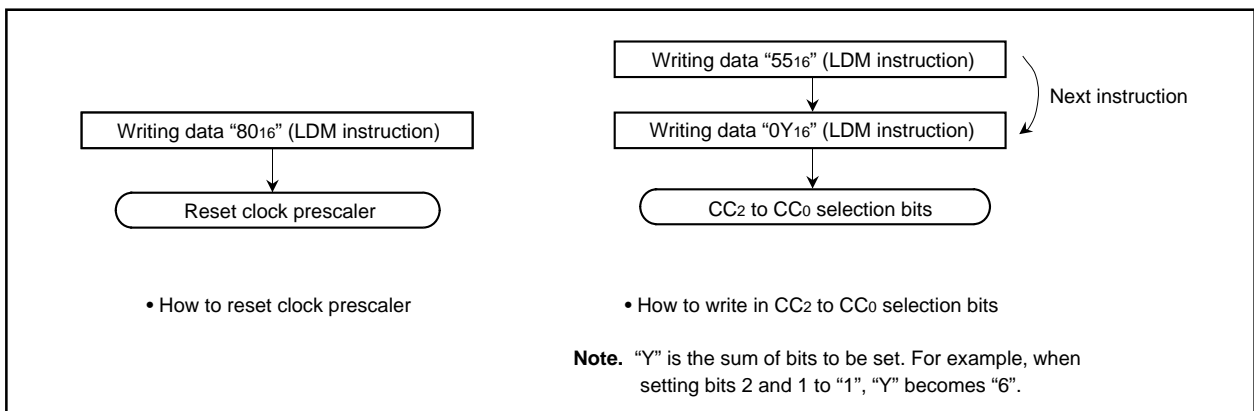 Writing data “80₁₆” (LDM instruction)
Reset clock prescaler
• How to reset clock prescaler
Writing data “55₁₆” (LDM instruction)
Next instruction
Writing data “0Y₁₆” (LDM instruction)
CC₂ to CC₀ selection bits
• How to write in CC₂ to CC₀ selection bits
Note. “Y” is the sum of bits to be set. For example, when
setting bits 2 and 1 to “1”, “Y” becomes “6”.